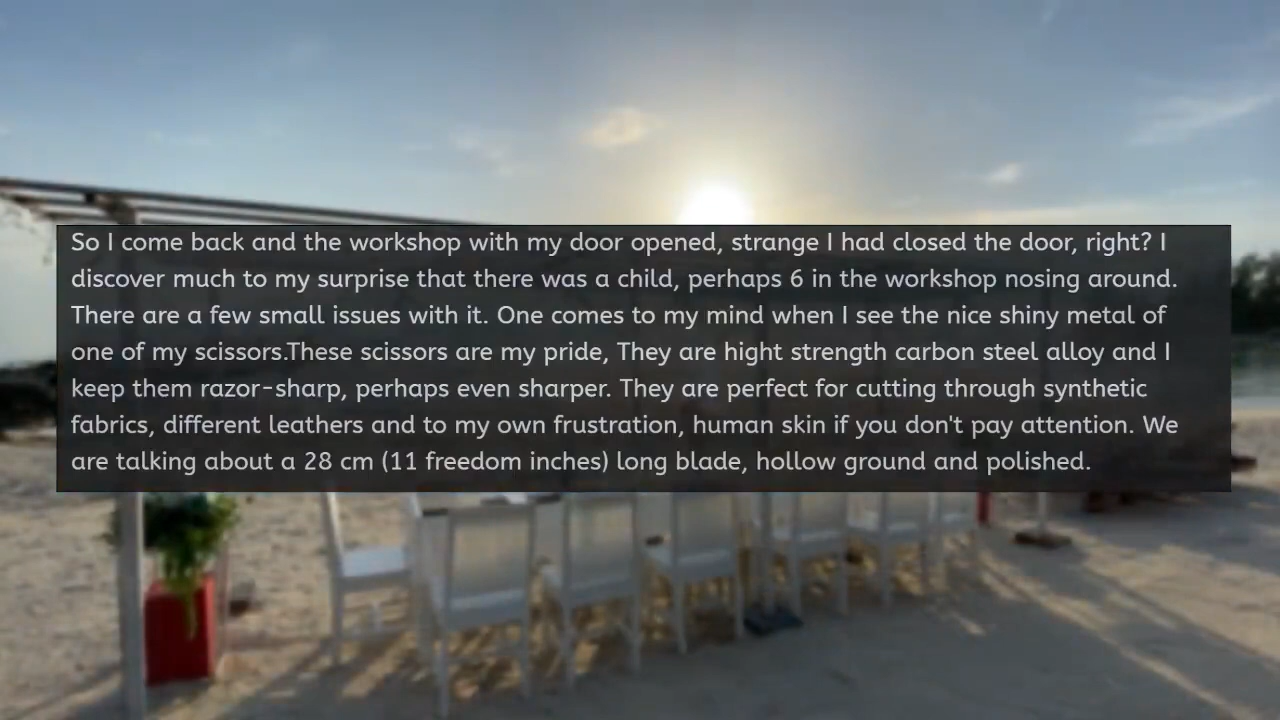 So I come back and the workshop with my door opened, strange I had closed the door, right? I
discover much to my surprise that there was a child, perhaps 6 in the workshop nosing around.
There are a few small issues with it. One comes to my mind when I see the nice shiny metal of
one of my scissors.These scissors are my pride, They are hight strength carbon steel alloy and I
keep them razor-sharp, perhaps even sharper. They are perfect for cutting through synthetic
fabrics, different leathers and to my own frustration, human skin if you don't pay attention. We
are talking about a 28 cm (11 freedom inches) long blade, hollow ground and polished.